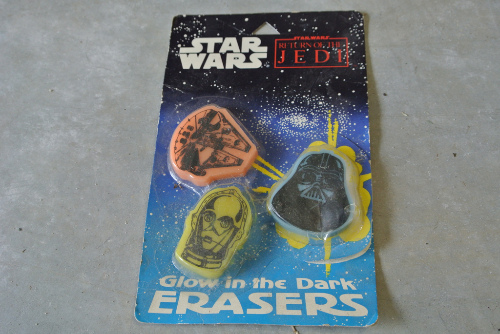 STAR
WARS
STAR WARS
RETURN OF THE
JEDI
Glow in the Dark
ERASERS